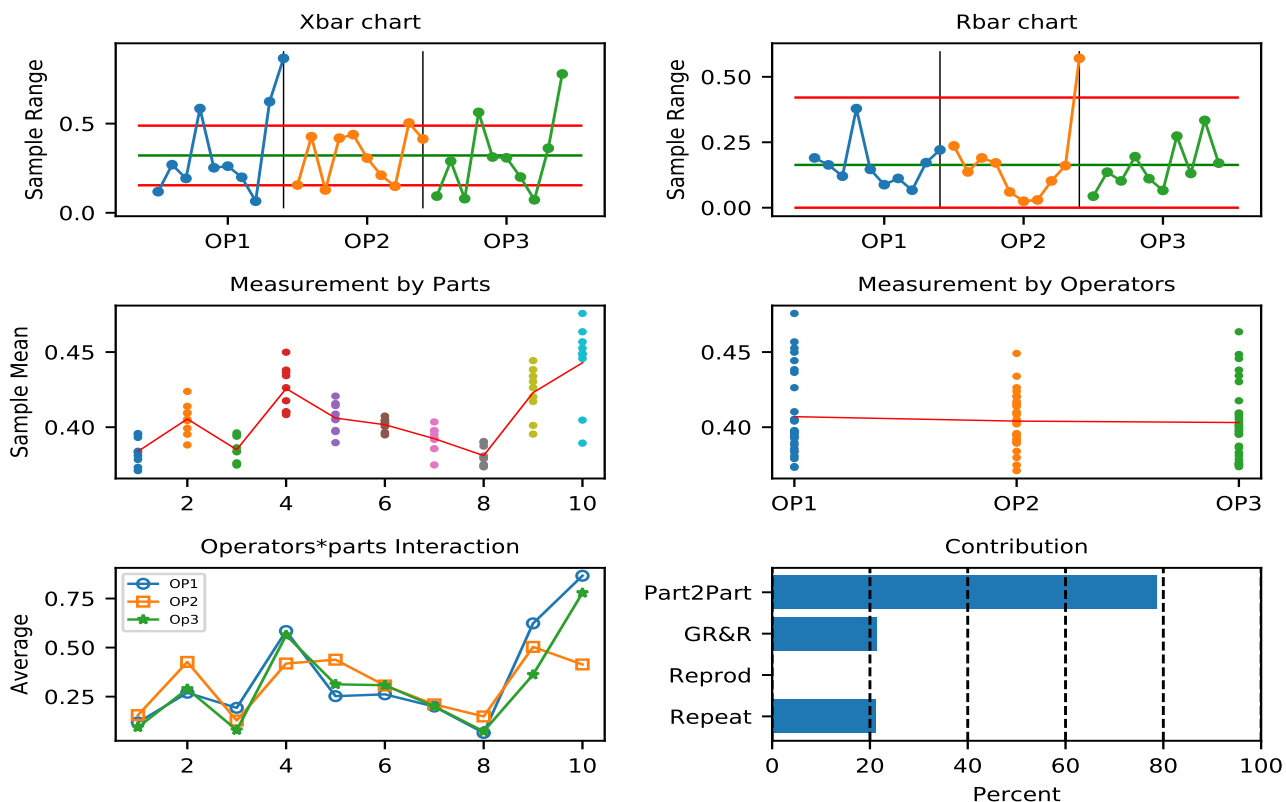 Xbar chart
Sample Range
0.5
0.0
OP1 OP2 OP3
Rbar chart
Sample Range
0.50
0.25
0.00
OP1 OP2 OP3
Measurement by Parts
Sample Mean
0.45
0.40
2 4 6 8 10
Measurement by Operators
0.45
0.40
OP1 OP2 OP3
Operators*parts Interaction
Average
0.75
0.50
0.25
OP1
OP2
Op3
2 4 6 8 10
Contribution
Part2Part
GR&R
Reprod
Repeat
0 20 40 60 80 100
Percent